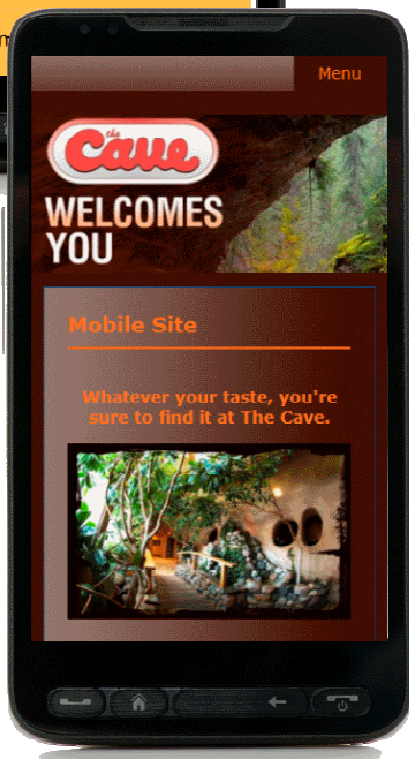 Menu
the
Cave
WELCOMES
YOU
Mobile Site
Whatever your taste, you're
sure to find it at The Cave.